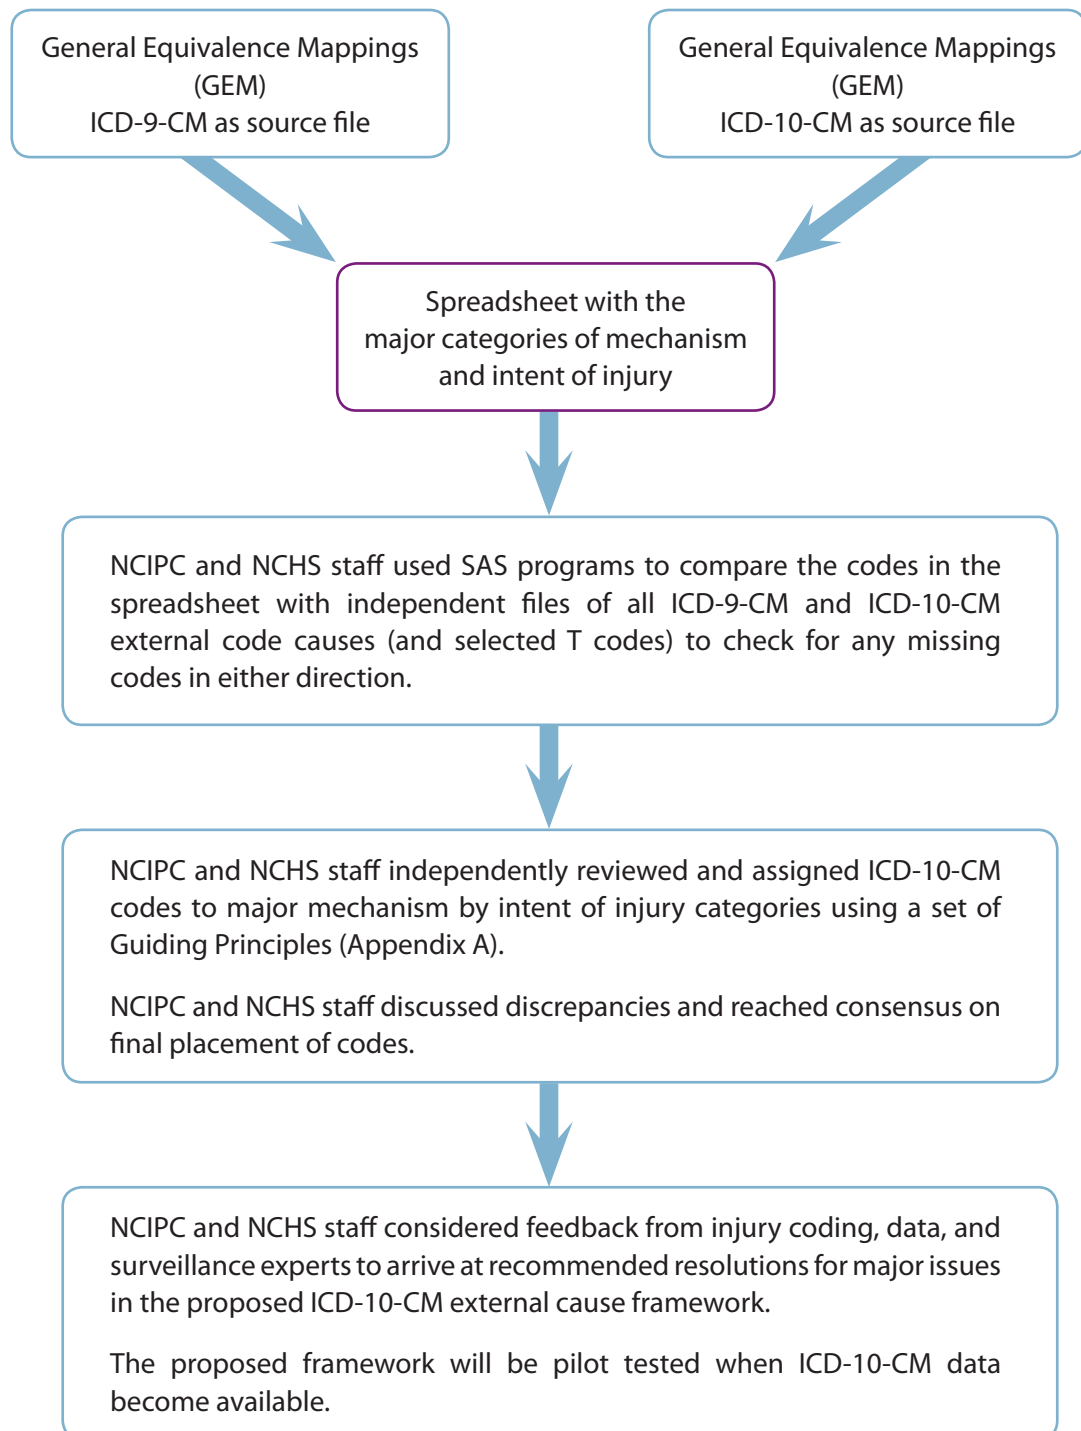 General Equivalence Mappings
(GEM)
ICD-9-CM as source file
General Equivalence Mappings
(GEM)
ICD-10-CM as source file
Spreadsheet with the
major categories of mechanism
and intent of injury
NCIPC and NCHS staff used SAS programs to compare the codes in the
spreadsheet with independent files of all ICD-9-CM and ICD-10-CM
external code causes (and selected T codes) to check for any missing
codes in either direction.
NCIPC and NCHS staff independently reviewed and assigned ICD-10-CM
codes to major mechanism by intent of injury categories using a set of
Guiding Principles (Appendix A).
NCIPC and NCHS staff discussed discrepancies and reached consensus on
final placement of codes.
NCIPC and NCHS staff considered feedback from injury coding, data, and
surveillance experts to arrive at recommended resolutions for major issues
in the proposed ICD-10-CM external cause framework.
The proposed framework will be pilot tested when ICD-10-CM data
become available.